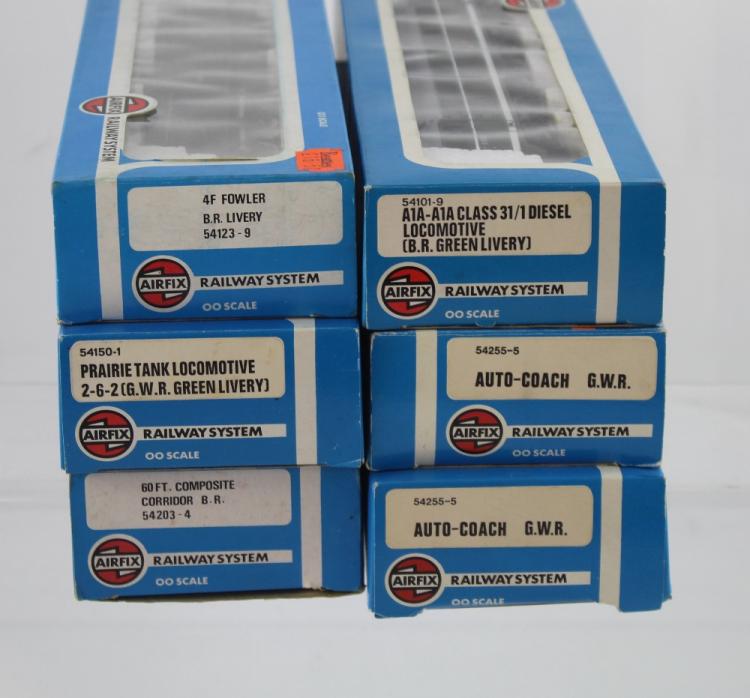 AIRFIX
AIRFIX RAILWAY SYSTEM
4F FOWLER
B.R. LIVERY
54123-9
AIRFIX RAILWAY SYSTEM
OO SCALE
54101-9
A1A-A1A CLASS 31/1 DIESEL
LOCOMOTIVE
(B.R. GREEN LIVERY)
AIRFIX RAILWAY SYSTEM
OO SCALE
54150-1
PRAIRIE TANK LOCOMOTIVE
2-6-2 (G.W.R. GREEN LIVERY)
AIRFIX RAILWAY SYSTEM
OO SCALE
54255-5
AUTO-COACH G.W.R.
AIRFIX RAILWAY SYSTEM
OO SCALE
60 FT. COMPOSITE
CORRIDOR B.R.
54203-4
AIRFIX RAILWAY SYSTEM
OO SCALE
54255-5
AUTO-COACH G.W.R.
AIRFIX RAILWAY SYSTEM
OO SCALE